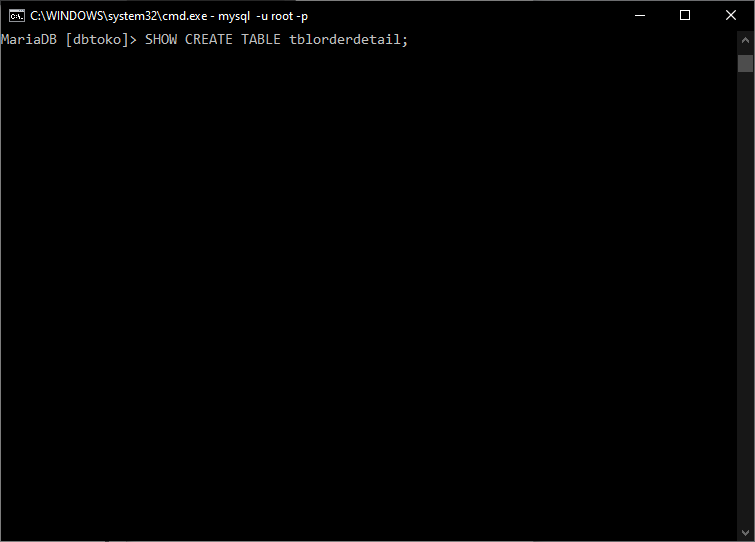 C:\WINDOWS\system32\cmd.exe - mysql  -u root -p
MariaDB [dbtoko]> SHOW CREATE TABLE tblorderdetail;